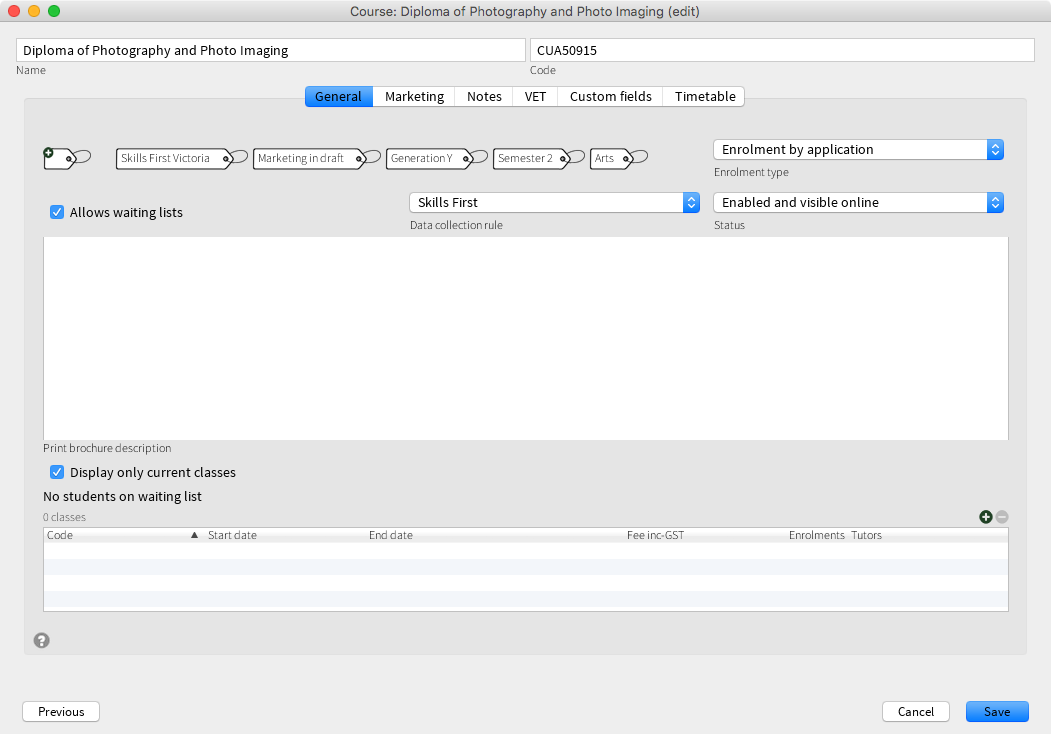 Course: Diploma of Photography and Photo Imaging (edit)
Diploma of Photography and Photo Imaging CUA50915
Name Code
General Marketing Notes VET Custom fields Timetable
Skills First Victoria Marketing in draft Generation Y Semester 2 Arts Enrolment by application
Enrolment type
Allows waiting lists Skills First Enabled and visible online
Data collection rule Status
Print brochure description
Display only current classes
No students on waiting list
0 classes
Code Start date End date Fee inc-GST Enrolments Tutors
?
Previous Cancel Save